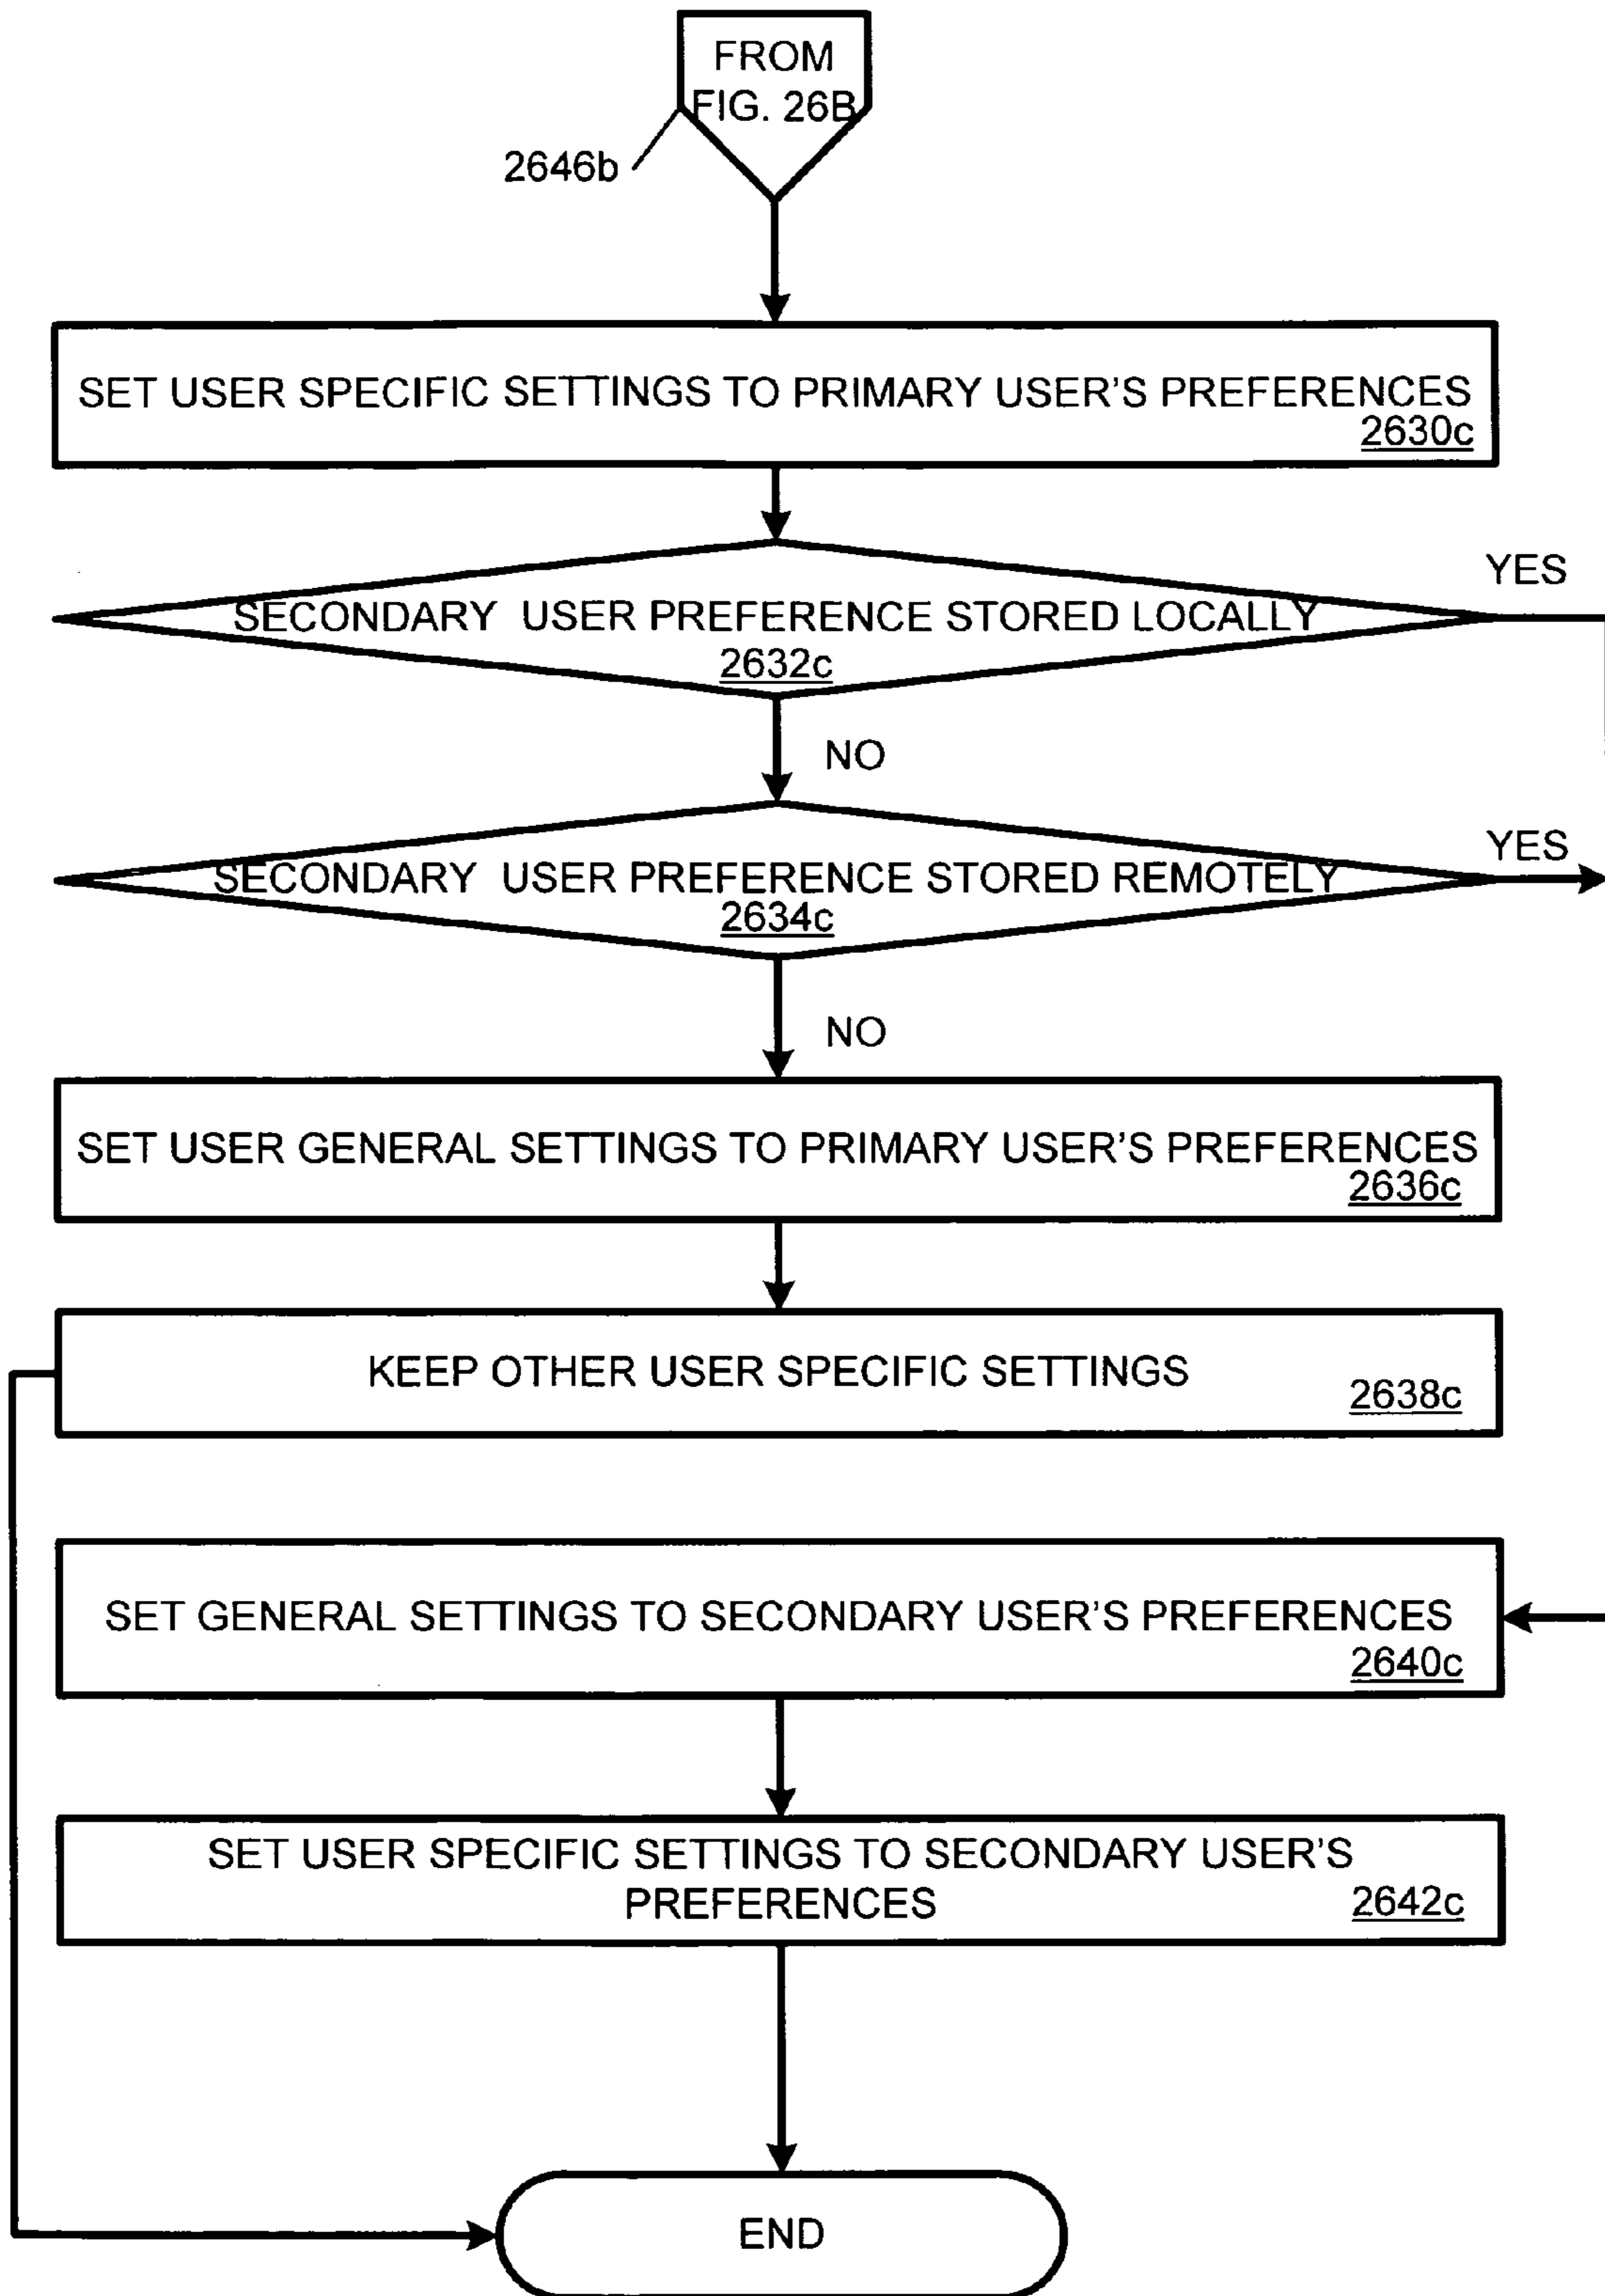 FROM
FIG. 26B
2646b
SET USER SPECIFIC SETTINGS TO PRIMARY USER'S PREFERENCES
2630c
YES
SECONDARY USER PREFERENCE STORED LOCALLY
2632c
NO
YES
SECONDARY USER PREFERENCE STORED REMOTELY
2634c
NO
SET USER GENERAL SETTINGS TO PRIMARY USER'S PREFERENCES
2636c
KEEP OTHER USER SPECIFIC SETTINGS
2638c
SET GENERAL SETTINGS TO SECONDARY USER'S PREFERENCES
2640c
SET USER SPECIFIC SETTINGS TO SECONDARY USER'S
PREFERENCES
2642c
END